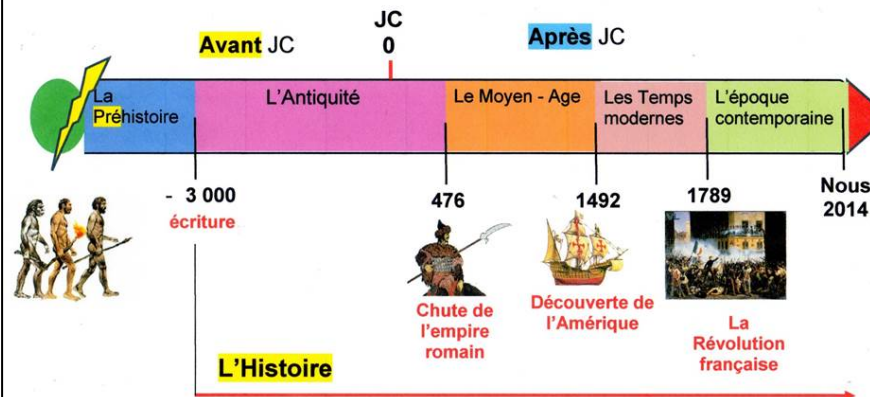 JC
0
Avant JC
Après JC
La
Préhistoire
L'Antiquité
Le Moyen - Age
Les Temps
modernes
L'époque
contemporaine
- 3 000
écriture
476
1492
1789
Nous
2014
Chute de
l'empire
romain
Découverte de
l'Amérique
La
Révolution
française
L'Histoire